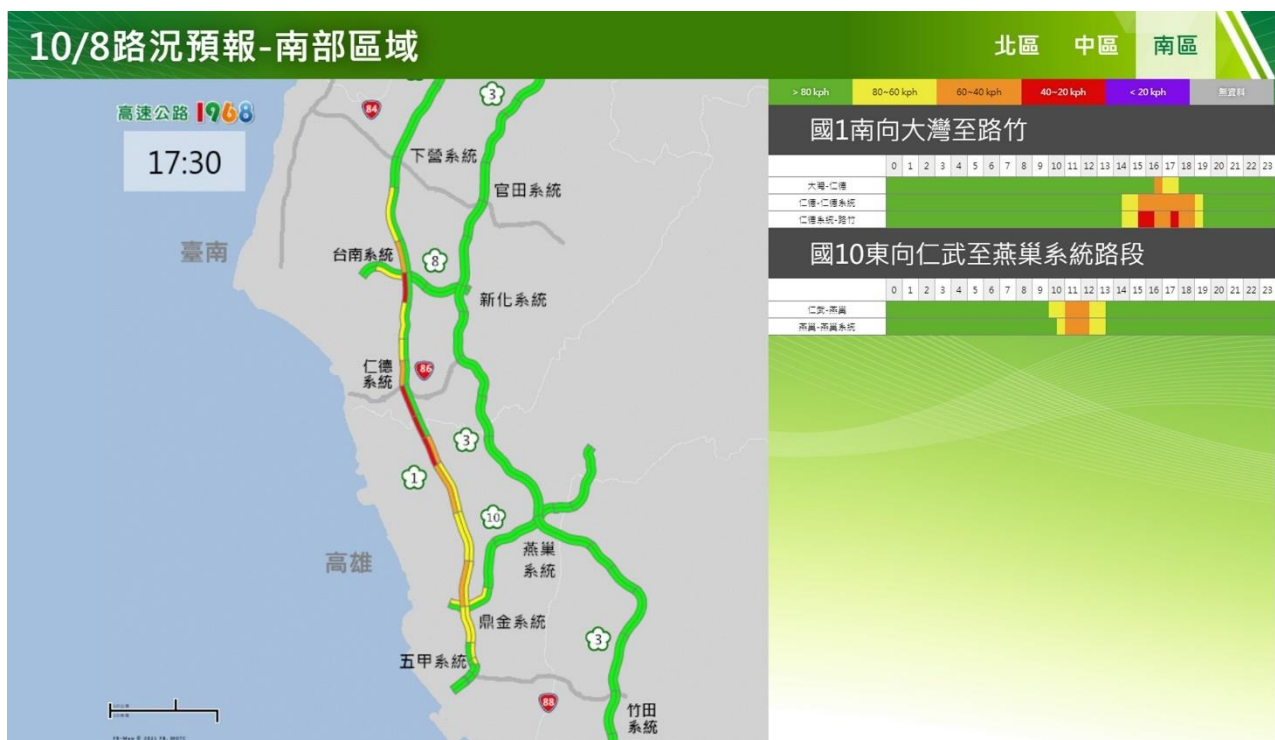 10/8路況預報-南部區域
北區 中區 南區
高速公路1968
17:30
84
3
下營系統
官田系統
臺南
台南系統
8
新化系統
仁德
系統
86
3
1
10
高雄
燕巢
系統
鼎金系統
3
五甲系統
88
竹田
系統
> 80 kph 80~60 kph 60~40 kph 40~20 kph < 20 kph 無資料
國1南向大灣至路竹
0 1 2 3 4 5 6 7 8 9 10 11 12 13 14 15 16 17 18 19 20 21 22 23
大灣-仁德
仁德-仁德系統
仁德系統-路竹
國10東向仁武至燕巢系統路段
0 1 2 3 4 5 6 7 8 9 10 11 12 13 14 15 16 17 18 19 20 21 22 23
仁武-燕巢
燕巢-燕巢系統